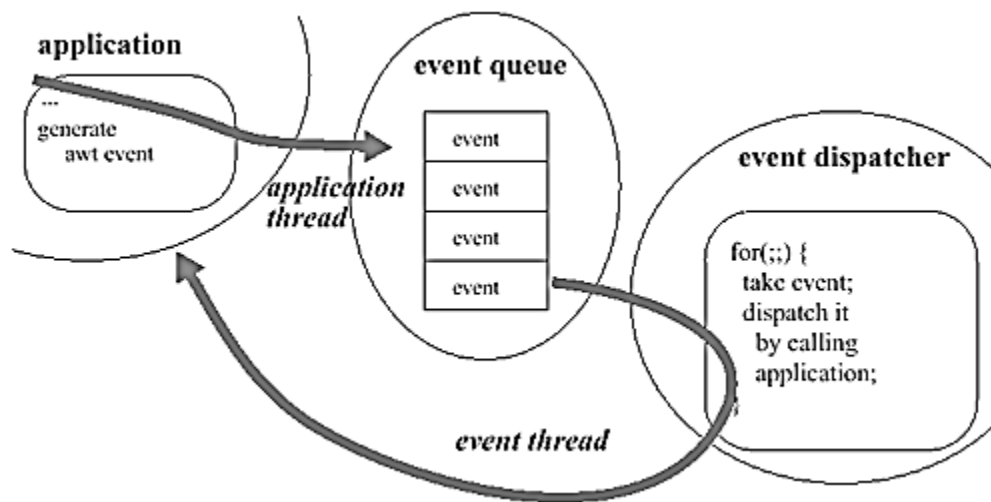 application
...
generate
awt event
application
thread
event queue
event
event
event
event
event dispatcher
for(;;) {
take event;
dispatch it
by calling
application;
}
event thread